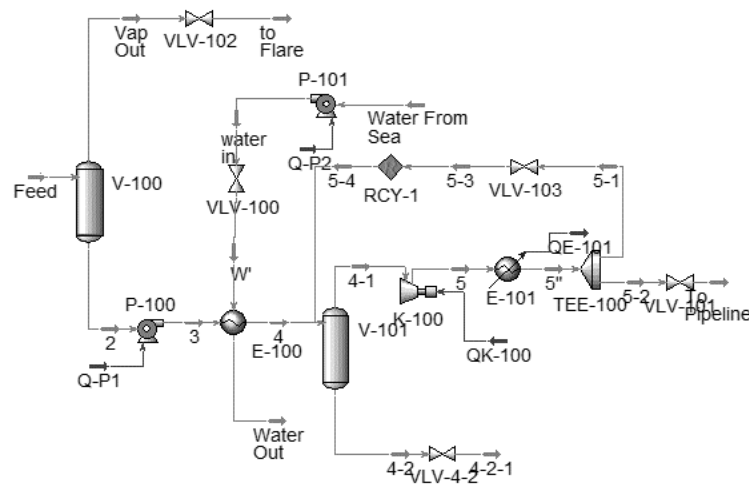 Vap
Out
VLV-102
to
Flare
P-101
Water From
Sea
water
in
Q-P2
Feed
V-100
VLV-100
5-4
RCY-1
5-3
VLV-103
5-1
W'
4-1
QE-101
5
E-101
5"
TEE-100
5-2
VLV-101
To
Pipeline
P-100
2
3
E-100
4
V-101
K-100
QK-100
Q-P1
Water
Out
4-2
VLV-4-2
4-2-1